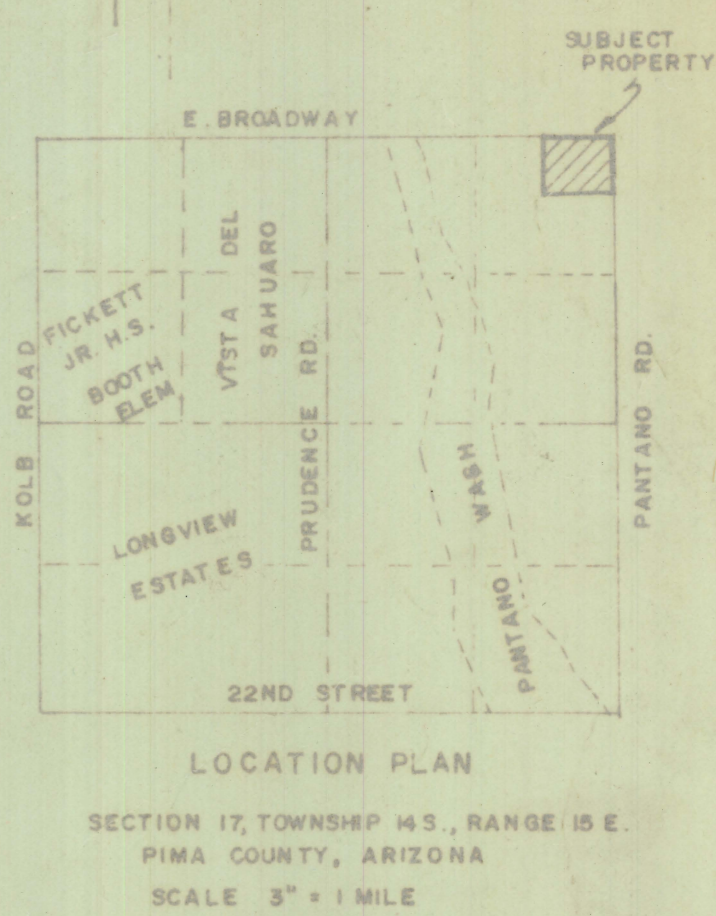 SUBJECT
PROPERTY
E. BROADWAY
VISTA DEL
SAHUARO
FICKETT
JR. H.S.
BOOTH
ELEM
KOLB ROAD
PRUDENCE RD.
PANTANO RD.
LONGVIEW
ESTATES
PANTANO WASH
22ND STREET
LOCATION PLAN
SECTION 17, TOWNSHIP 14 S., RANGE 15 E.
PIMA COUNTY, ARIZONA
SCALE 3" = 1 MILE